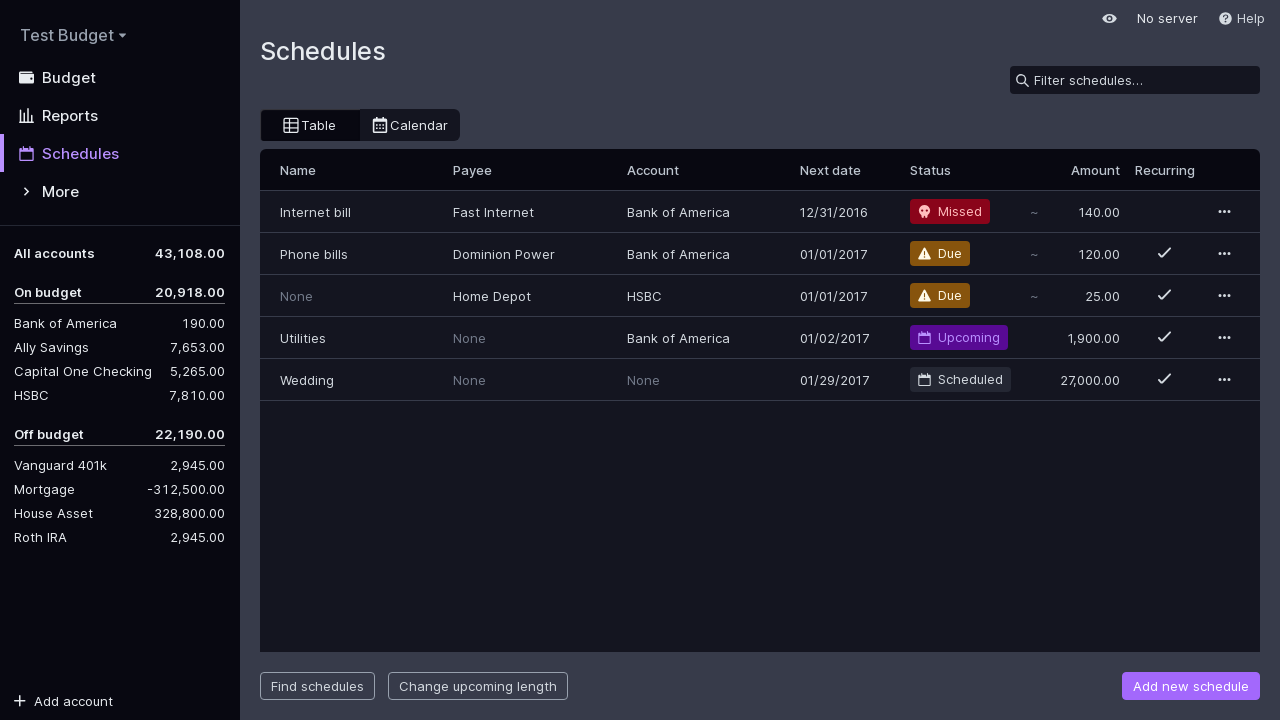 Test Budget
Budget
Reports
Schedules
More
All accounts 43,108.00
On budget 20,918.00
Bank of America 190.00
Ally Savings 7,653.00
Capital One Checking 5,265.00
HSBC 7,810.00
Off budget 22,190.00
Vanguard 401k 2,945.00
Mortgage -312,500.00
House Asset 328,800.00
Roth IRA 2,945.00
Add account
No server Help
Schedules
Filter schedules…
Table Calendar
Name Payee Account Next date Status Amount Recurring
Internet bill Fast Internet Bank of America 12/31/2016 Missed ~ 140.00
Phone bills Dominion Power Bank of America 01/01/2017 Due ~ 120.00
None Home Depot HSBC 01/01/2017 Due ~ 25.00
Utilities None Bank of America 01/02/2017 Upcoming 1,900.00
Wedding None None 01/29/2017 Scheduled 27,000.00
Find schedules Change upcoming length Add new schedule